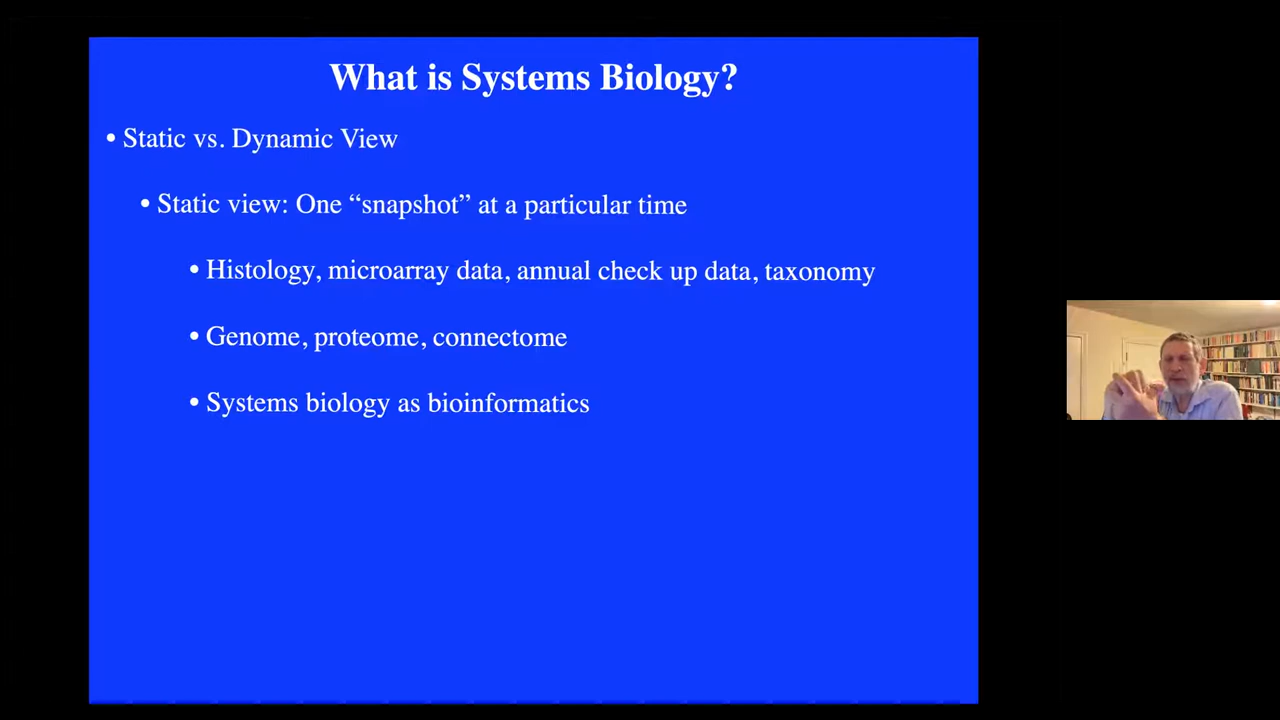 What is Systems Biology?
• Static vs. Dynamic View
• Static view: One “snapshot” at a particular time
• Histology, microarray data, annual check up data, taxonomy
• Genome, proteome, connectome
• Systems biology as bioinformatics